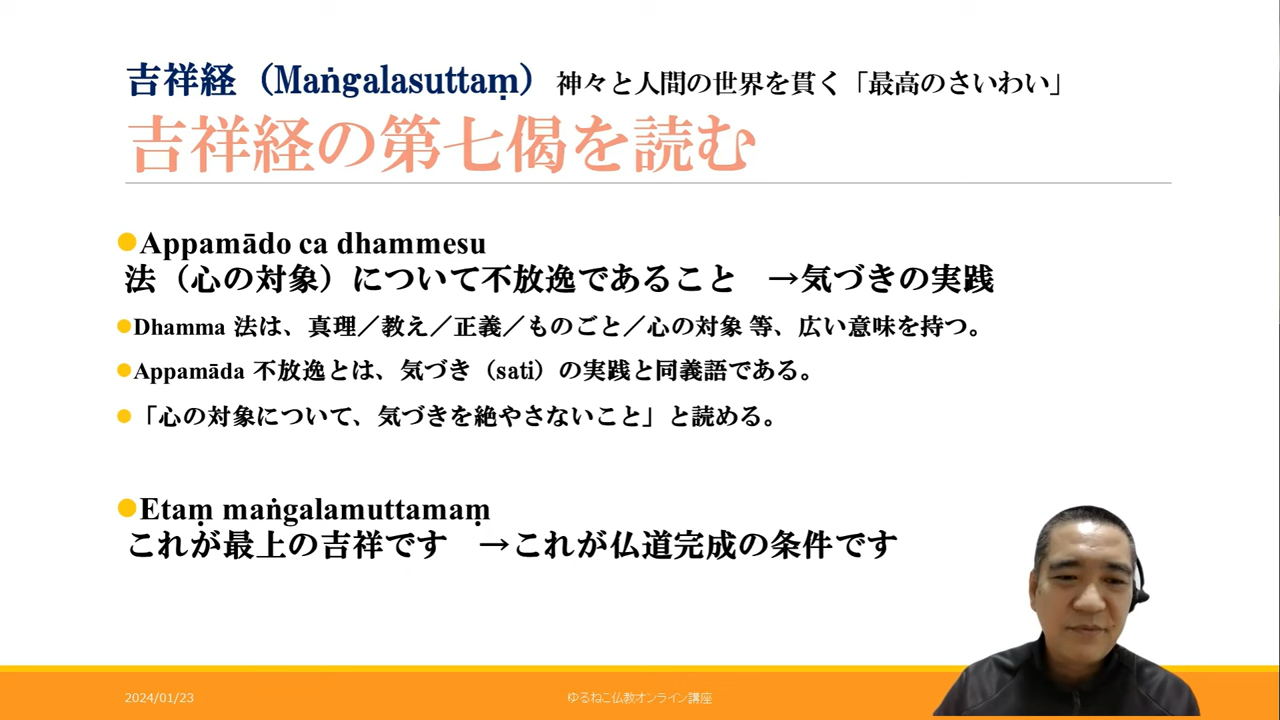 吉祥経（Maṅgalasuttaṃ）神々と人間の世界を貫く「最高のさいわい」
吉祥経の第七偈を読む
●Appamādo ca dhammesu
法（心の対象）について不放逸であること　→気づきの実践
●Dhamma 法は、真理／教え／正義／ものごと／心の対象 等、広い意味を持つ。
●Appamāda 不放逸とは、気づき（sati）の実践と同義語である。
●「心の対象について、気づきを絶やさないこと」と読める。
●Etaṃ maṅgalamuttamaṃ
これが最上の吉祥です　→これが仏道完成の条件です
2024/01/23
ゆるねこ仏教オンライン講座